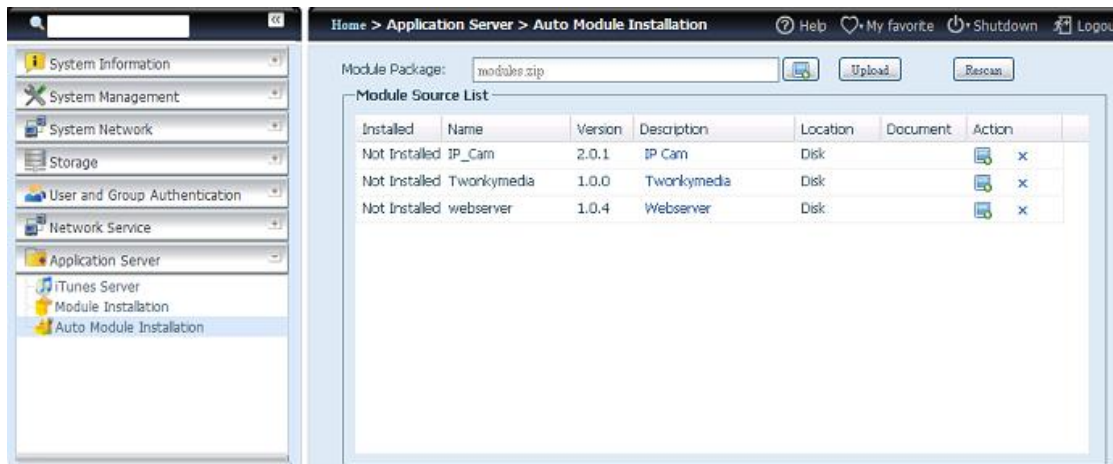 Home > Application Server > Auto Module Installation
Help My favorite Shutdown Logou
System Information
System Management
System Network
Storage
User and Group Authentication
Network Service
Application Server
iTunes Server
Module Installation
Auto Module Installation
Module Package: modules.zip Upload Rescan
Module Source List
Installed Name Version Description Location Document Action
Not Installed IP_Cam 2.0.1 IP Cam Disk
Not Installed Twonkymedia 1.0.0 Twonkymedia Disk
Not Installed webserver 1.0.4 Webserver Disk